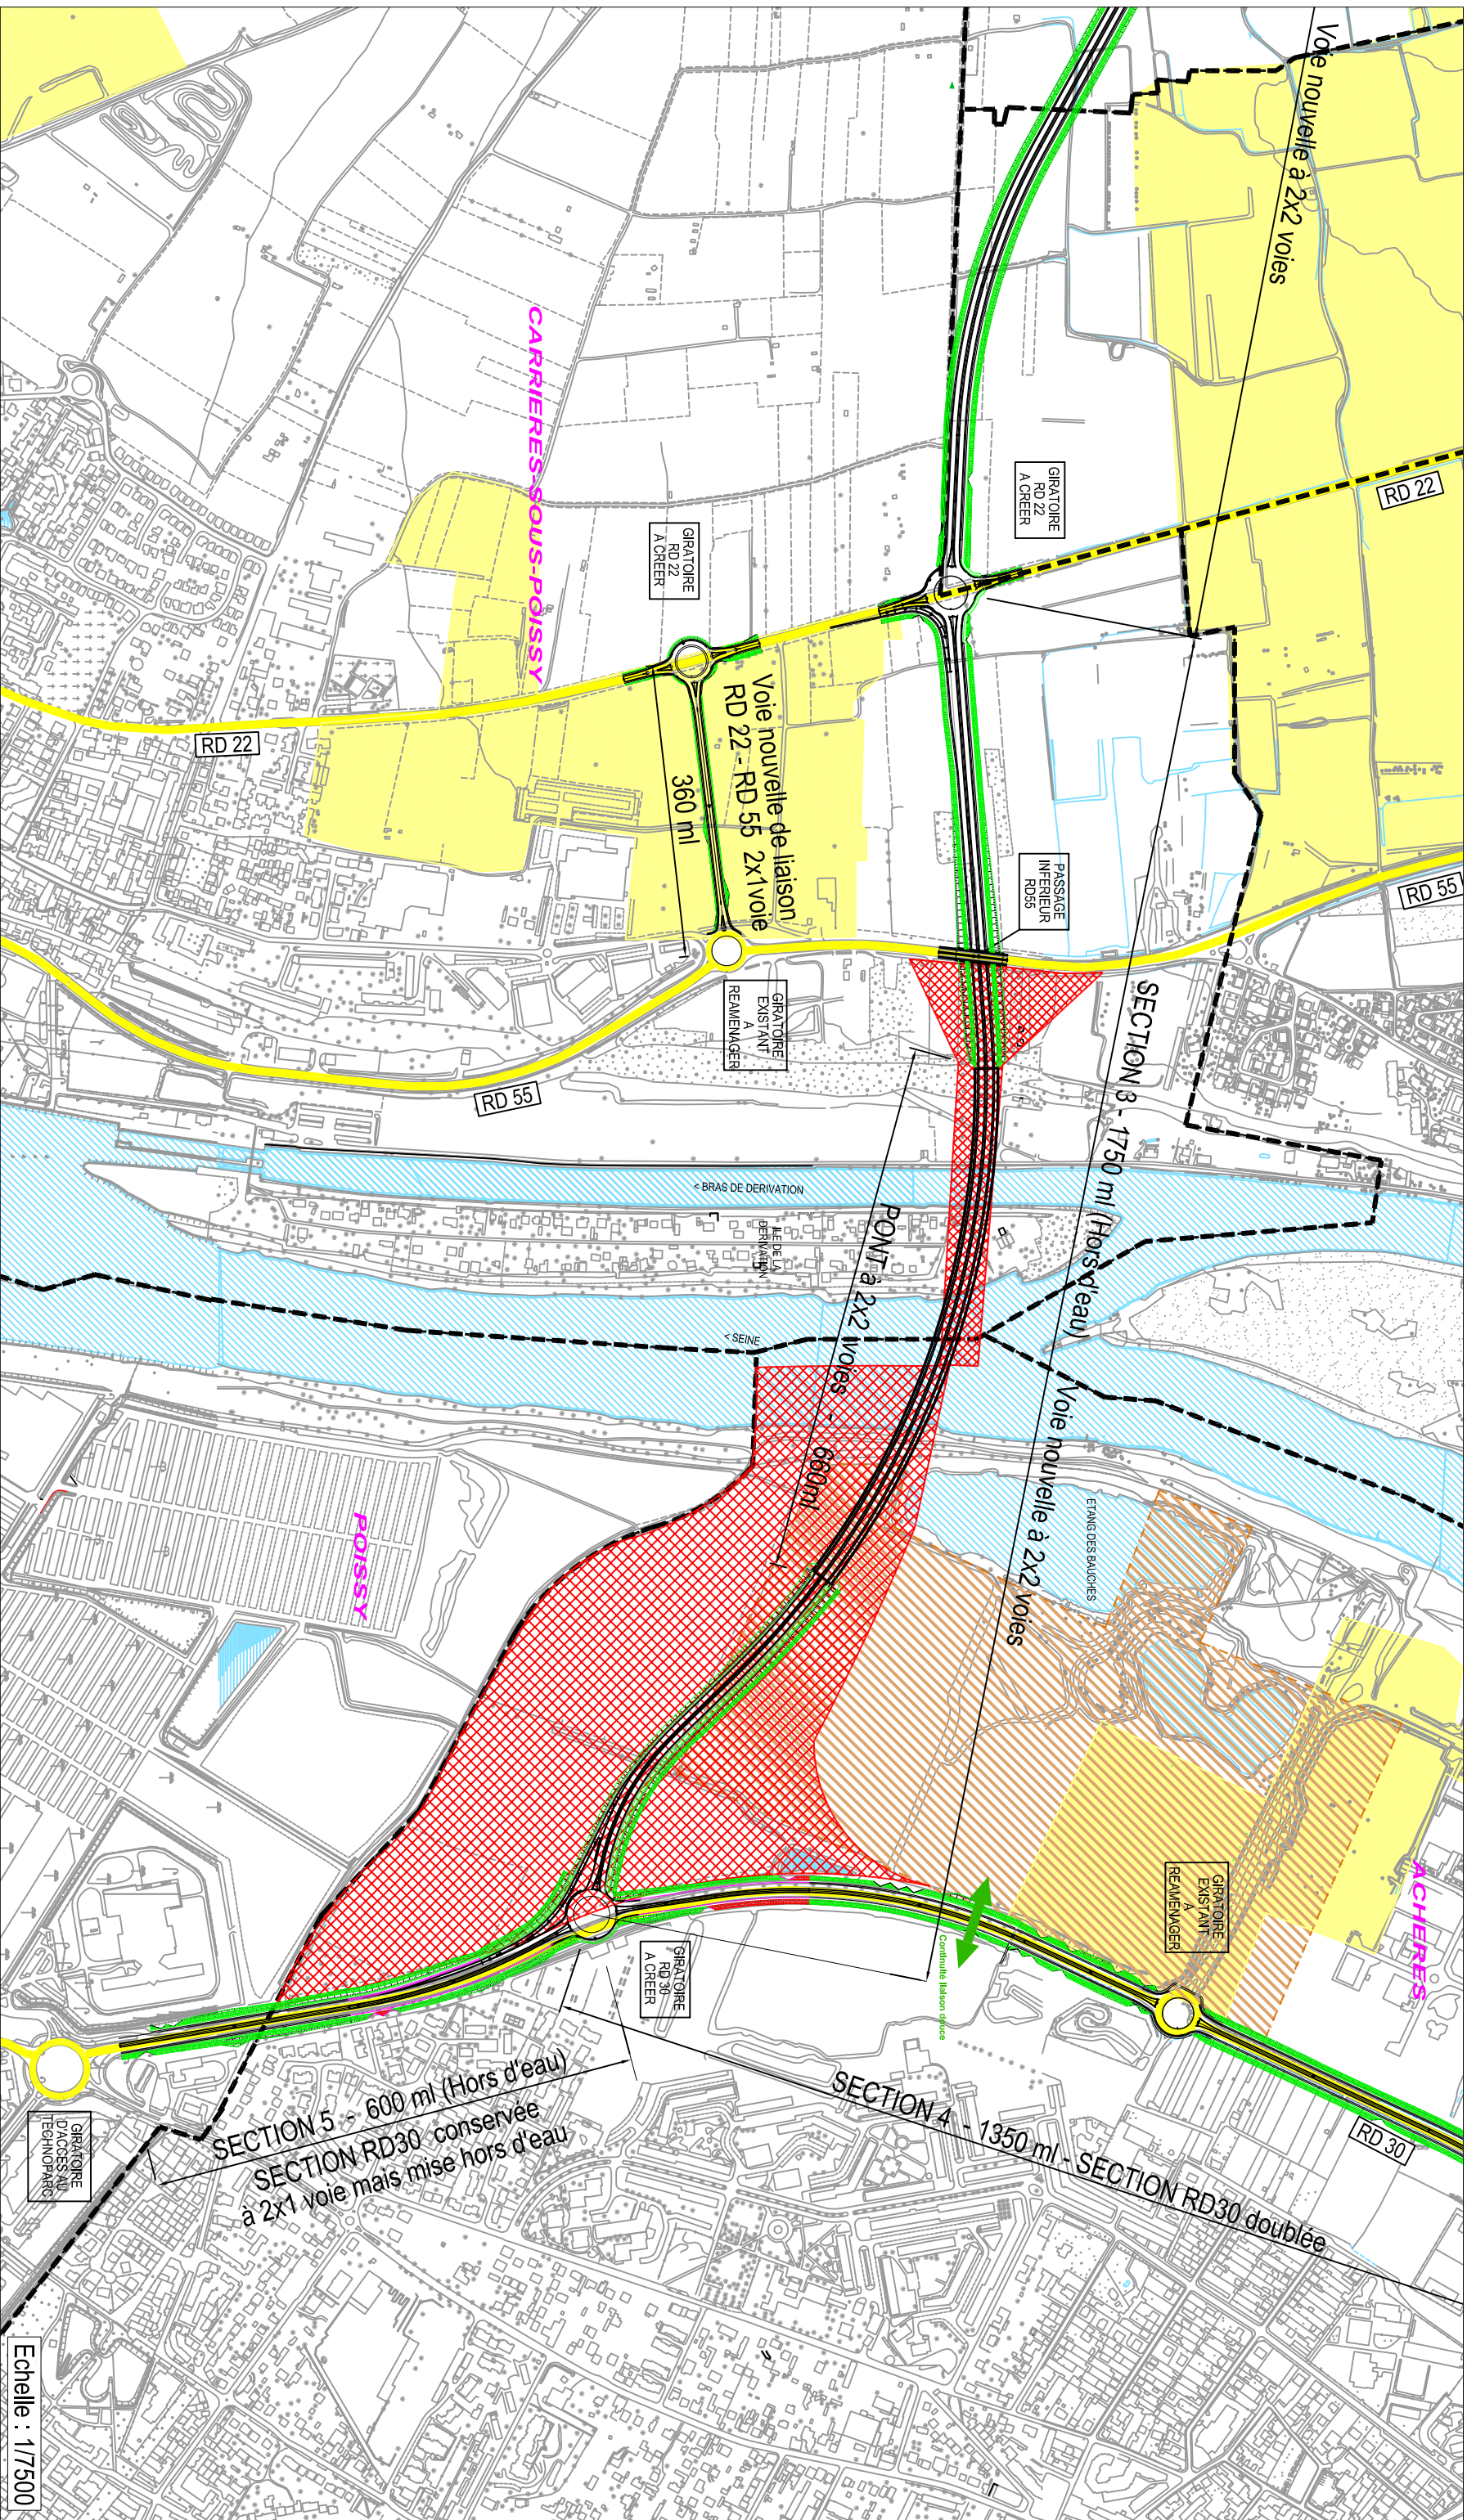 Voie nouvelle à 2x2 voies
RD 22
RD 55
CARRIERES-SOUS-POISSY
GIRATOIRE
RD 22
A CREER
GIRATOIRE
RD 22
A CREER
RD 22
Voie nouvelle de liaison
RD 22 - RD 55 2x1voie
360 ml
PASSAGE
INFERIEUR
RD55
GIRATOIRE
EXISTANT
A
REAMENAGER
RD 55
SECTION 3 - 1750 ml (Hors d'eau)
Voie nouvelle à 2x2 voies
< BRAS DE DERIVATION
ILE DE LA
DERIVATION
< SEINE
PONT à 2x2 voies - 660ml
ETANG DES BAUCHES
POISSY
ACHERES
GIRATOIRE
EXISTANT
A
REAMENAGER
Continuité liaison douce
GIRATOIRE
RD 30
A CREER
RD 30
SECTION 4 - 1350 ml - SECTION RD30 doublée
SECTION 5 - 600 ml (Hors d'eau)
SECTION RD30 conservée
à 2x1 voie mais mise hors d'eau
GIRATOIRE
D'ACCES AU
TECHNOPARC
Echelle : 1/7500